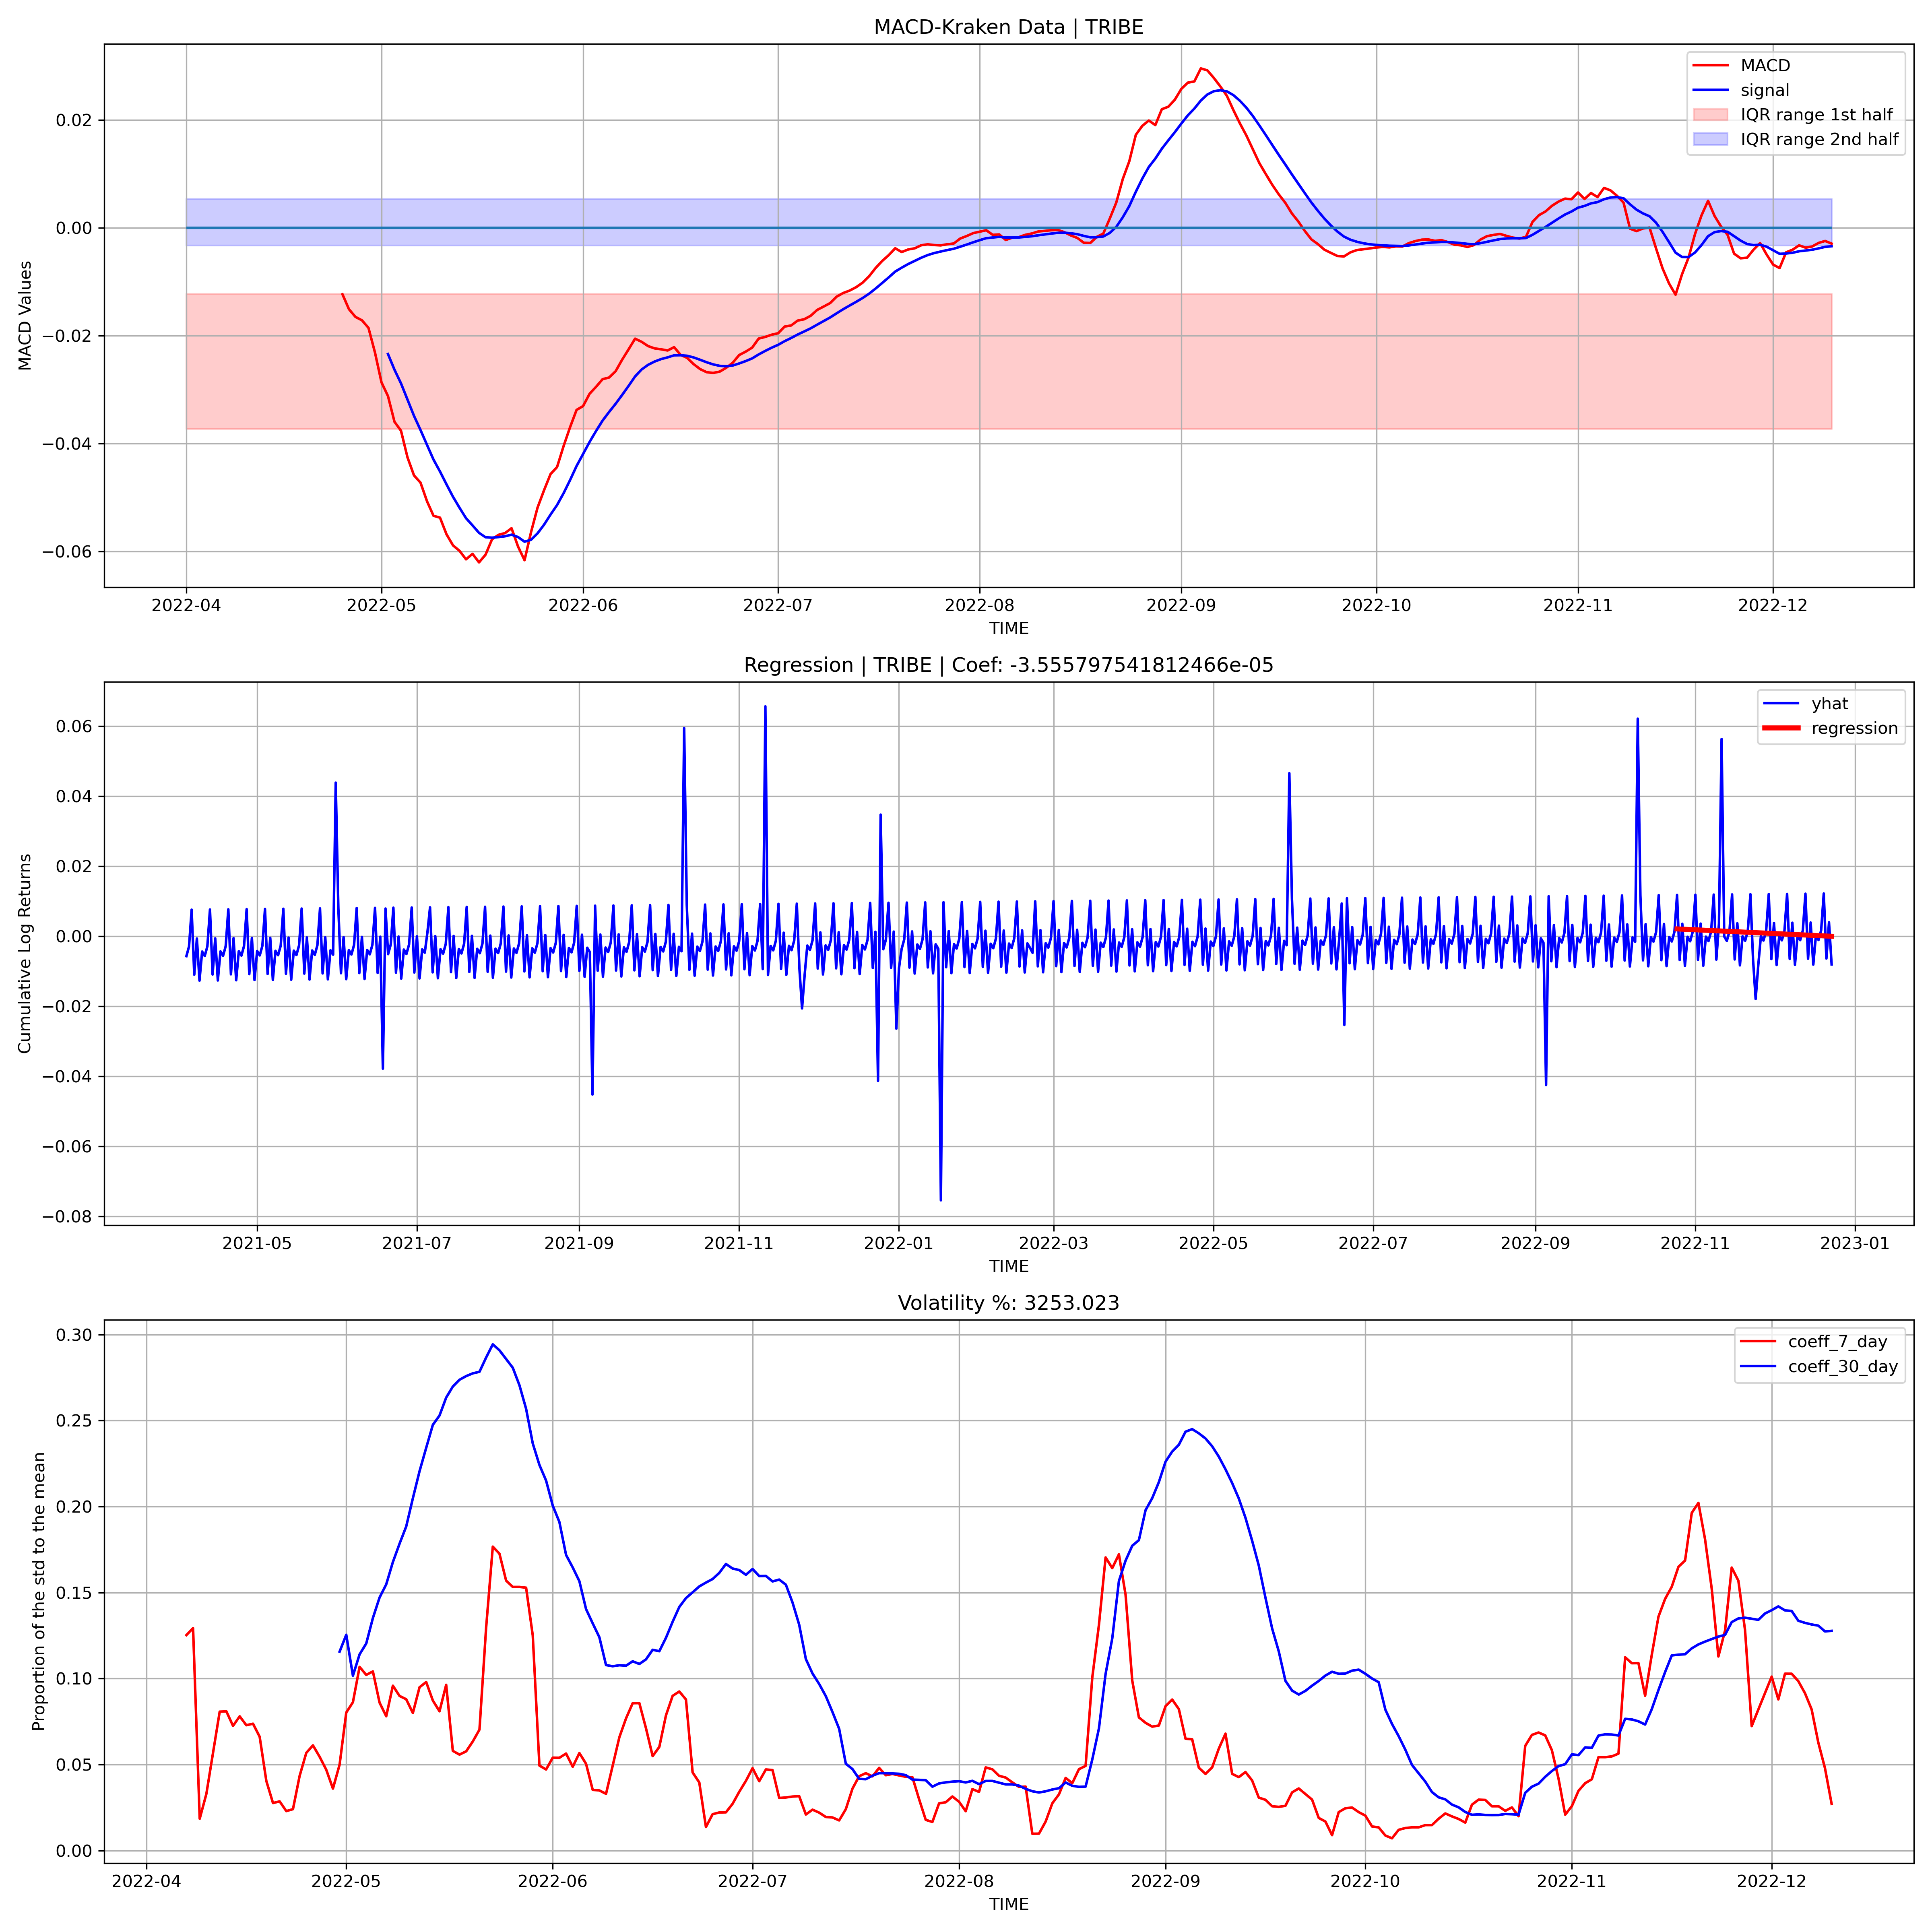 MACD-Kraken Data | TRIBE
MACD
signal
IQR range 1st half
IQR range 2nd half
MACD Values
0.02
0.00
−0.02
−0.04
−0.06
2022-04 2022-05 2022-06 2022-07 2022-08 2022-09 2022-10 2022-11 2022-12
TIME
Regression | TRIBE | Coef: -3.555797541812466e-05
yhat
regression
Cumulative Log Returns
0.06
0.04
0.02
0.00
−0.02
−0.04
−0.06
−0.08
2021-05 2021-07 2021-09 2021-11 2022-01 2022-03 2022-05 2022-07 2022-09 2022-11 2023-01
TIME
Volatility %: 3253.023
coeff_7_day
coeff_30_day
Proportion of the std to the mean
0.30
0.25
0.20
0.15
0.10
0.05
0.00
2022-04 2022-05 2022-06 2022-07 2022-08 2022-09 2022-10 2022-11 2022-12
TIME